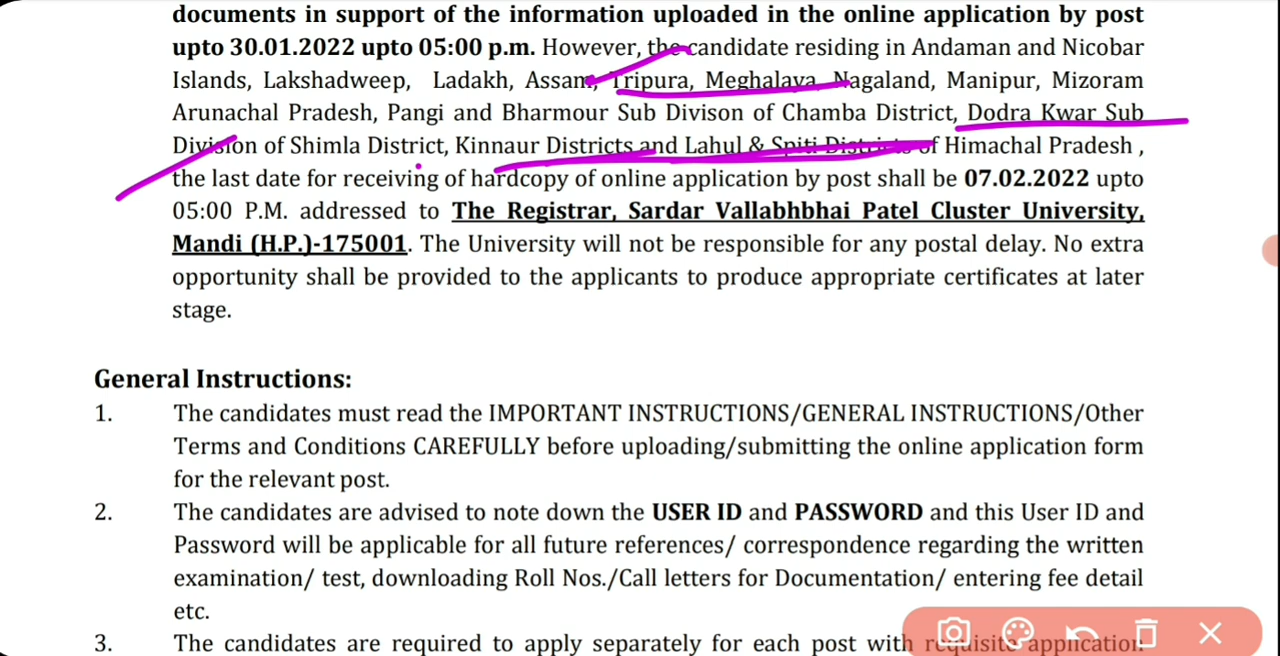 documents in support of the information uploaded in the online application by post
upto 30.01.2022 upto 05:00 p.m. However, the candidate residing in Andaman and Nicobar
Islands, Lakshadweep, Ladakh, Assam, Tripura, Meghalaya, Nagaland, Manipur, Mizoram
Arunachal Pradesh, Pangi and Bharmour Sub Divison of Chamba District, Dodra Kwar Sub
Division of Shimla District, Kinnaur Districts and Lahul & Spiti Districts of Himachal Pradesh ,
the last date for receiving of hardcopy of online application by post shall be 07.02.2022 upto
05:00 P.M. addressed to The Registrar, Sardar Vallabhbhai Patel Cluster University,
Mandi (H.P.)-175001. The University will not be responsible for any postal delay. No extra
opportunity shall be provided to the applicants to produce appropriate certificates at later
stage.
General Instructions:
1. The candidates must read the IMPORTANT INSTRUCTIONS/GENERAL INSTRUCTIONS/Other
Terms and Conditions CAREFULLY before uploading/submitting the online application form
for the relevant post.
2. The candidates are advised to note down the USER ID and PASSWORD and this User ID and
Password will be applicable for all future references/ correspondence regarding the written
examination/ test, downloading Roll Nos./Call letters for Documentation/ entering fee detail
etc.
3. The candidates are required to apply separately for each post with requisite application